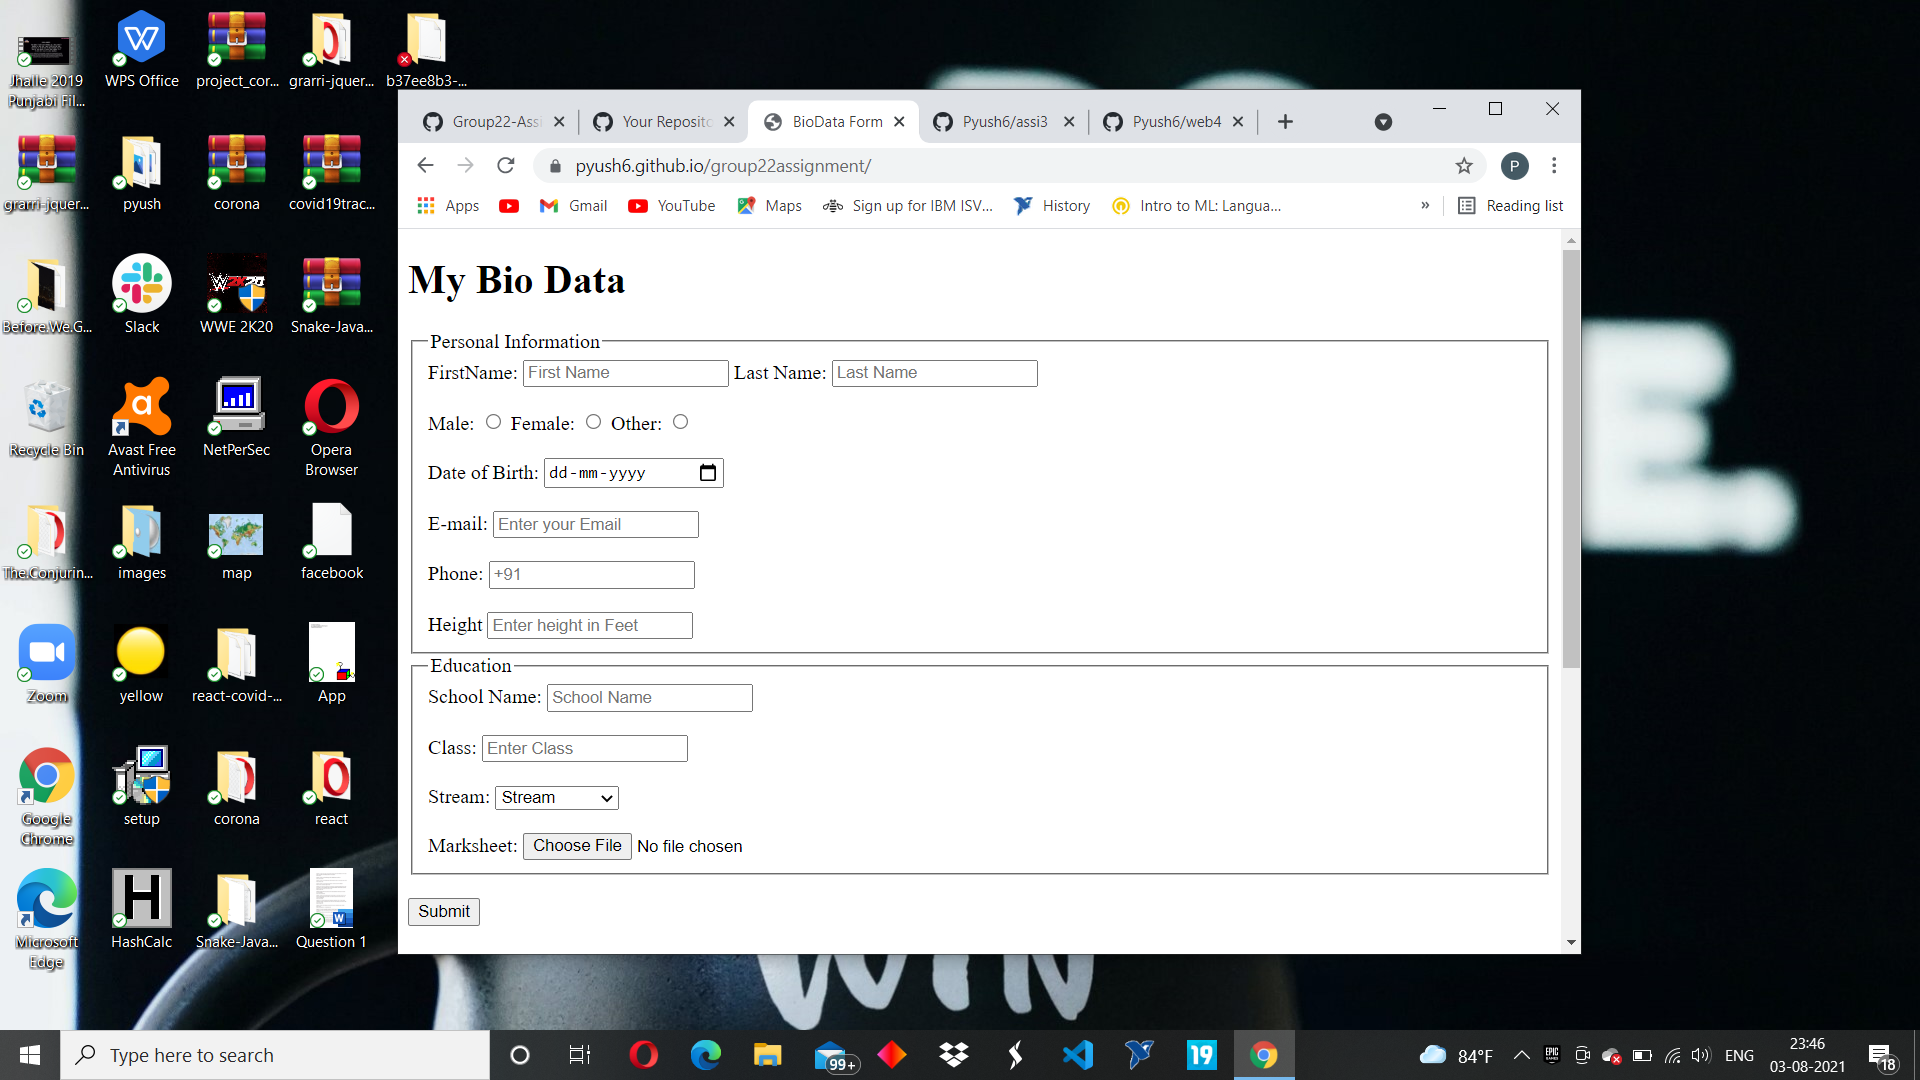 Jhalle 2019
Punjabi Fil...
WPS Office
project_cor...
grarri-jquer...
b37ee8b3-...
grarri-jquer...
pyush
corona
covid19trac...
Before.We.G...
Slack
WWE 2K20
Snake-Java...
Recycle Bin
Avast Free
Antivirus
NetPerSec
Opera
Browser
The.Conjurin...
images
map
facebook
Zoom
yellow
react-covid-...
App
Google
Chrome
setup
corona
react
Microsoft
Edge
HashCalc
Snake-Java...
Question 1
Group22-Assi
Your Reposito
BioData Form
Pyush6/assi3
Pyush6/web4
pyush6.github.io/group22assignment/
P
Apps
Gmail
YouTube
Maps
Sign up for IBM ISV...
History
Intro to ML: Langua...
»
Reading list
My Bio Data
Personal Information
FirstName: First Name Last Name: Last Name
Male: Female: Other:
Date of Birth: dd-mm-yyyy
E-mail: Enter your Email
Phone: +91
Height Enter height in Feet
Education
School Name: School Name
Class: Enter Class
Stream: Stream
Marksheet: Choose File No file chosen
Submit
Type here to search
99+
19
84°F
EPIC
ENG
23:46
03-08-2021
18